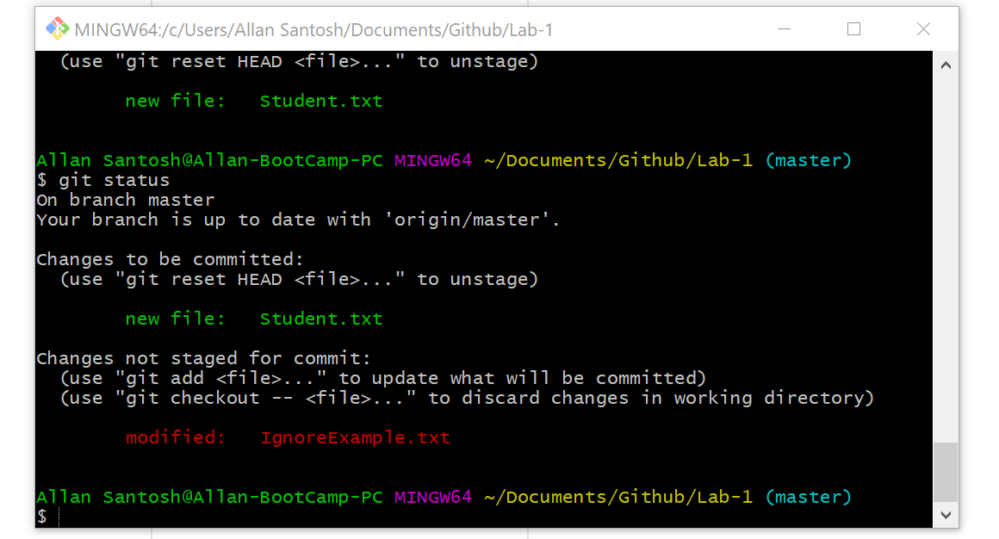 MINGW64:/c/Users/Allan Santosh/Documents/Github/Lab-1
(use "git reset HEAD <file>..." to unstage)
new file:   Student.txt
Allan Santosh@Allan-BootCamp-PC MINGW64 ~/Documents/Github/Lab-1 (master)
$ git status
On branch master
Your branch is up to date with 'origin/master'.
Changes to be committed:
(use "git reset HEAD <file>..." to unstage)
new file:   Student.txt
Changes not staged for commit:
(use "git add <file>..." to update what will be committed)
(use "git checkout -- <file>..." to discard changes in working directory)
modified:   IgnoreExample.txt
Allan Santosh@Allan-BootCamp-PC MINGW64 ~/Documents/Github/Lab-1 (master)
$